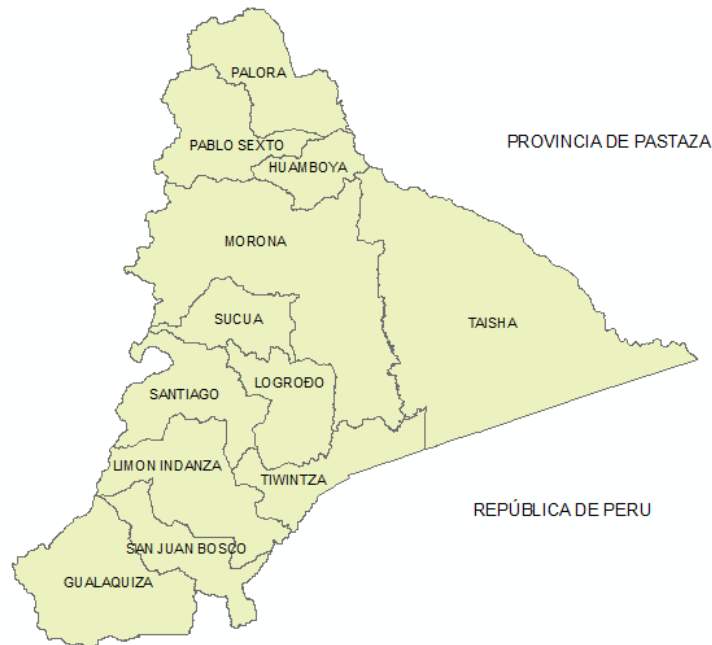 PALORA
PROVINCIA DE PASTAZA
PABLO SEXTO
HUAMBOYA
MORONA
SUCUA
TAISHA
LOGROÐO
SANTIAGO
LIMON INDANZA
TIWINTZA
REPÚBLICA DE PERU
SAN JUAN BOSCO
GUALAQUIZA